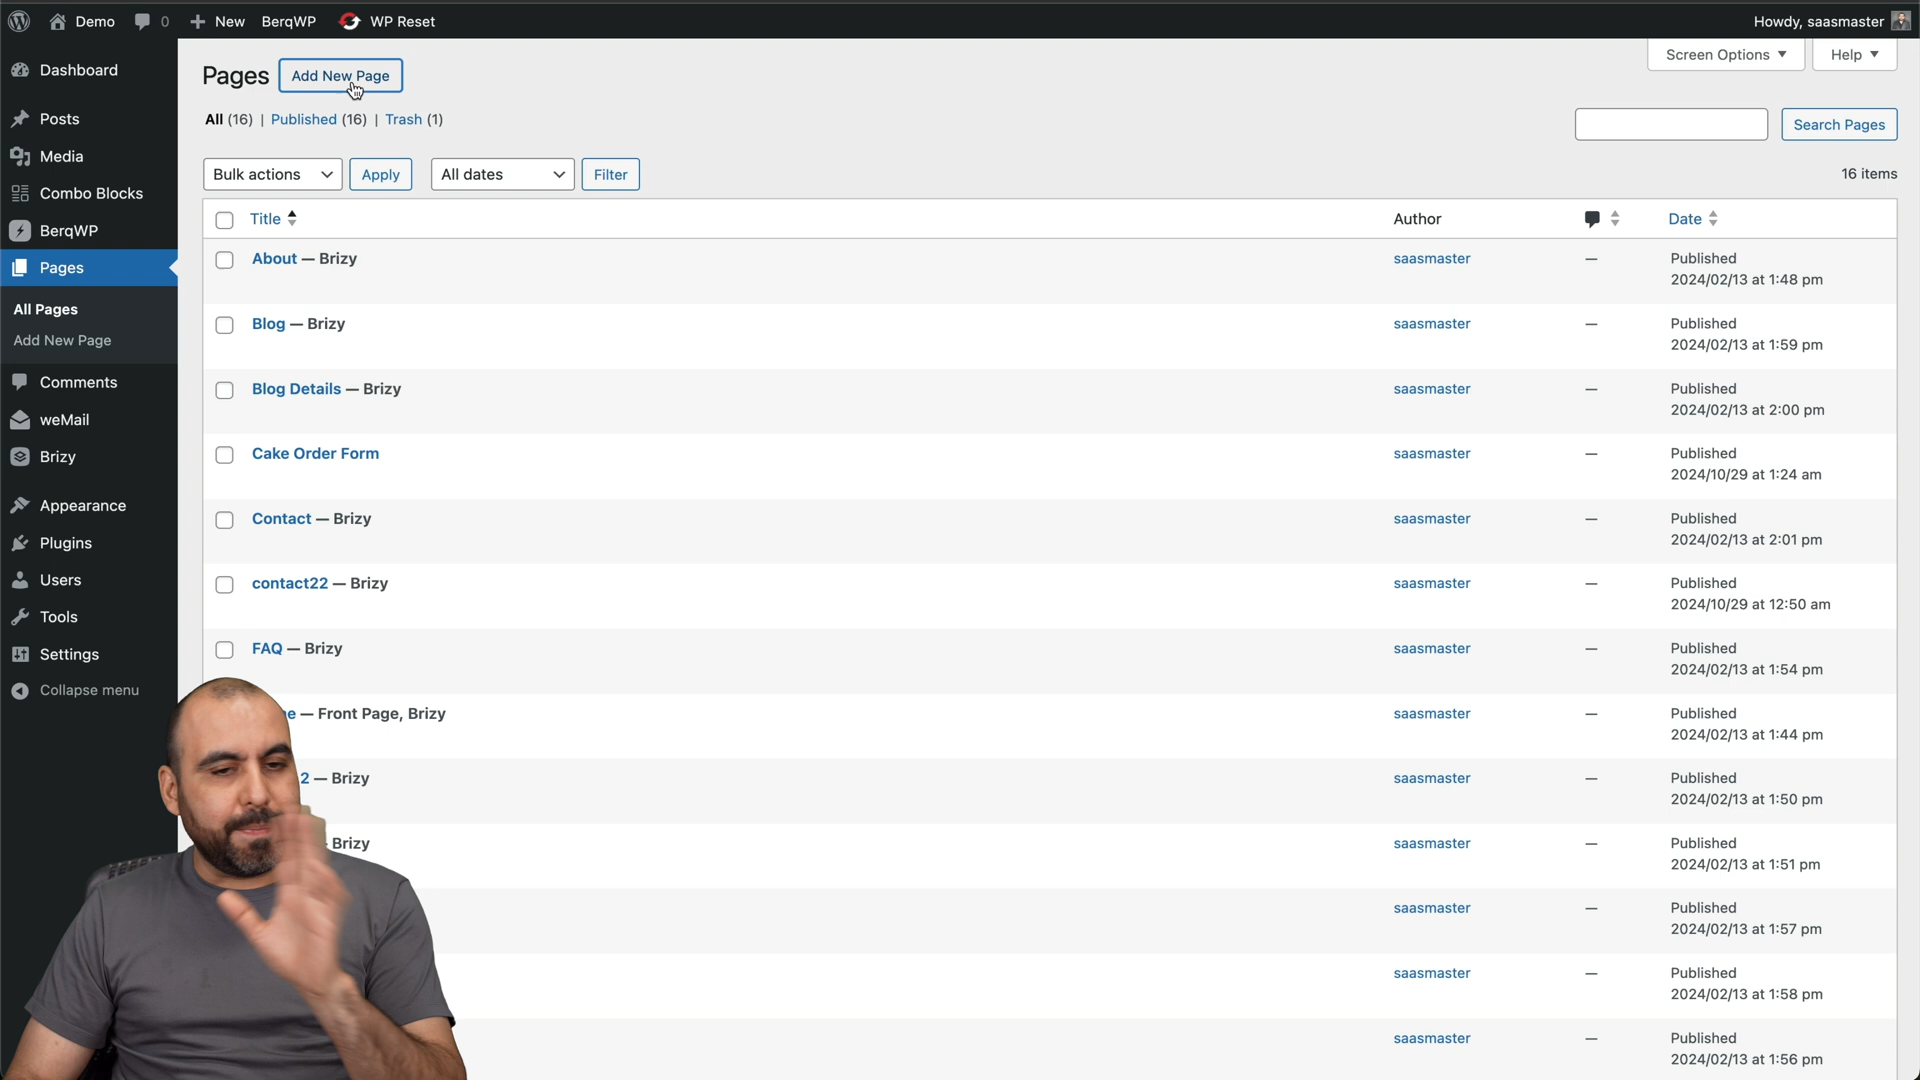 Demo 0 New BerqWP WP Reset Howdy, saasmaster
Screen Options Help
Pages Add New Page
All (16) | Published (16) | Trash (1)
Search Pages
Bulk actions Apply All dates Filter 16 items
Dashboard
Posts
Media
Combo Blocks
BerqWP
Pages
All Pages
Add New Page
Comments
weMail
Brizy
Appearance
Plugins
Users
Tools
Settings
Collapse menu
Title Author Date
About — Brizy saasmaster — Published
2024/02/13 at 1:48 pm
Blog — Brizy saasmaster — Published
2024/02/13 at 1:59 pm
Blog Details — Brizy saasmaster — Published
2024/02/13 at 2:00 pm
Cake Order Form saasmaster — Published
2024/10/29 at 1:24 am
Contact — Brizy saasmaster — Published
2024/02/13 at 2:01 pm
contact22 — Brizy saasmaster — Published
2024/10/29 at 12:50 am
FAQ — Brizy saasmaster — Published
2024/02/13 at 1:54 pm
— Front Page, Brizy saasmaster — Published
2024/02/13 at 1:44 pm
2 — Brizy saasmaster — Published
2024/02/13 at 1:50 pm
Brizy saasmaster — Published
2024/02/13 at 1:51 pm
saasmaster — Published
2024/02/13 at 1:57 pm
saasmaster — Published
2024/02/13 at 1:58 pm
saasmaster — Published
2024/02/13 at 1:56 pm